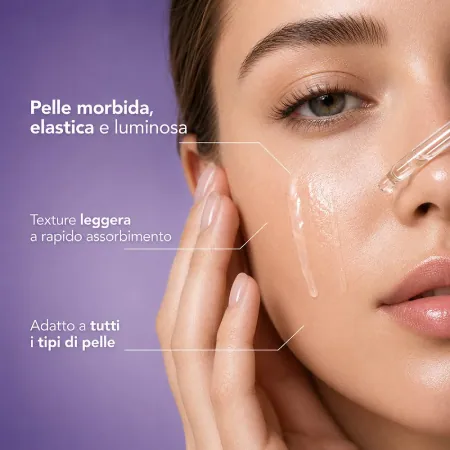 Pelle morbida,
elastica e luminosa
Texture leggera
a rapido assorbimento
Adatto a tutti
i tipi di pelle